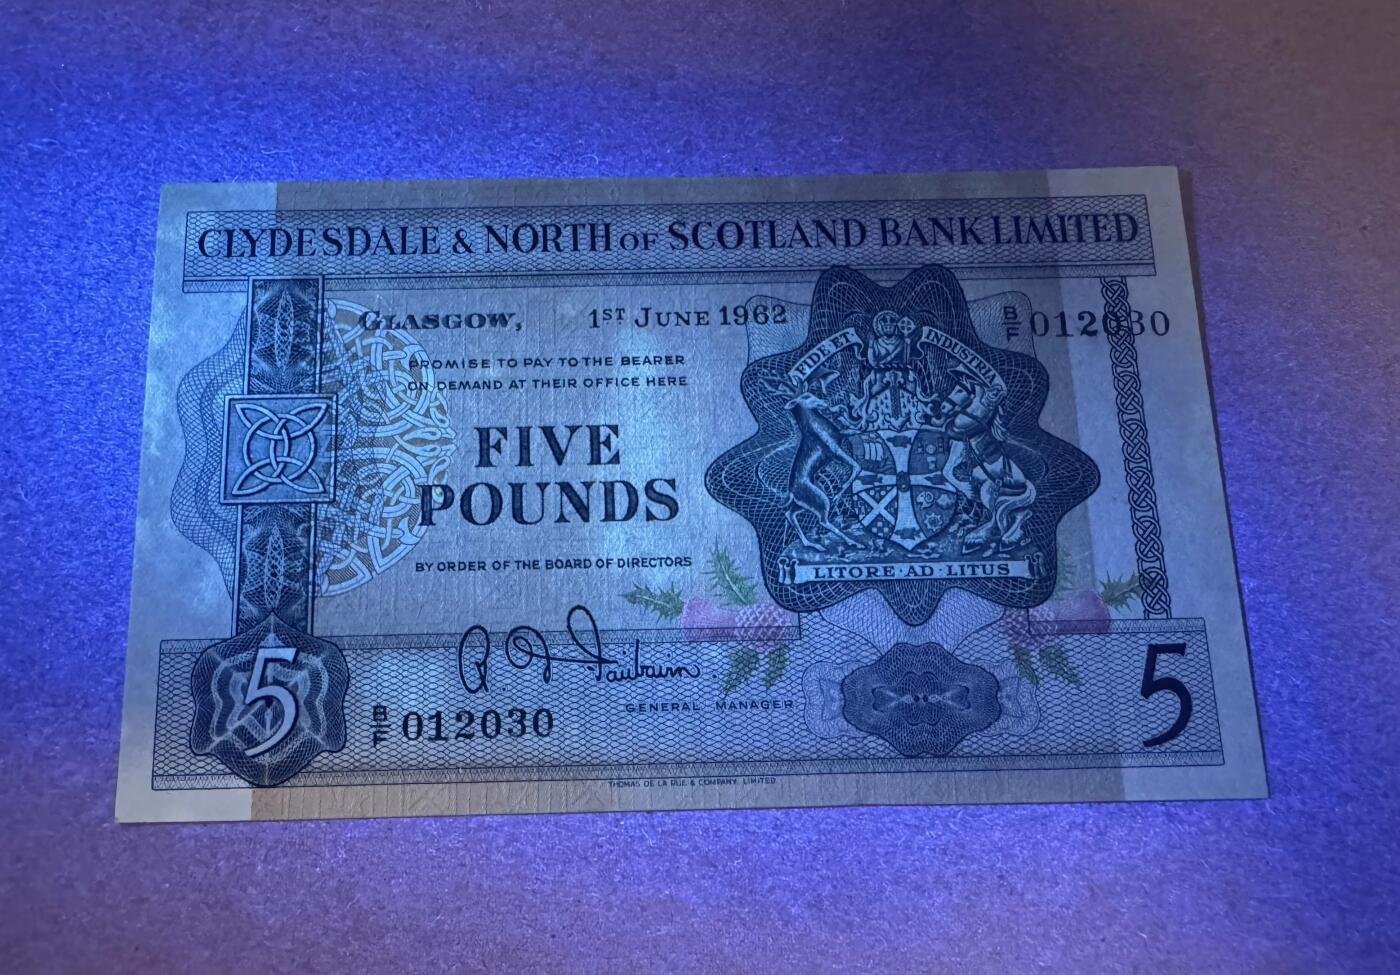 CLYDESDALE & NORTH OF SCOTLAND BANK LIMITED
GLASGOW, 1ST JUNE 1962
B/F 012030
PROMISE TO PAY TO THE BEARER
ON DEMAND AT THEIR OFFICE HERE
FIDE ET INDUSTRIA
FIVE
POUNDS
BY ORDER OF THE BOARD OF DIRECTORS
LITORE·AD·LITUS
R. D. Fairbairn
GENERAL MANAGER
5
B/F 012030
5
THOMAS DE LA RUE & COMPANY, LIMITED